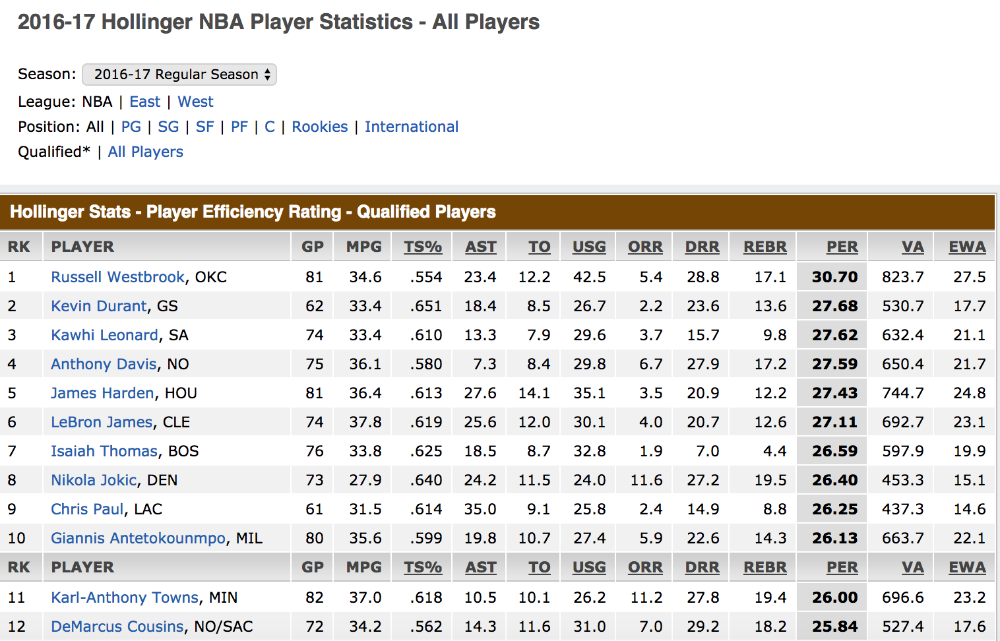 2016-17 Hollinger NBA Player Statistics - All Players
Season: 2016-17 Regular Season
League: NBA | East | West
Position: All | PG | SG | SF | PF | C | Rookies | International
Qualified* | All Players
Hollinger Stats - Player Efficiency Rating - Qualified Players
RK PLAYER GP MPG TS% AST TO USG ORR DRR REBR PER VA EWA
1 Russell Westbrook, OKC 81 34.6 .554 23.4 12.2 42.5 5.4 28.8 17.1 30.70 823.7 27.5
2 Kevin Durant, GS 62 33.4 .651 18.4 8.5 26.7 2.2 23.6 13.6 27.68 530.7 17.7
3 Kawhi Leonard, SA 74 33.4 .610 13.3 7.9 29.6 3.7 15.7 9.8 27.62 632.4 21.1
4 Anthony Davis, NO 75 36.1 .580 7.3 8.4 29.8 6.7 27.9 17.2 27.59 650.4 21.7
5 James Harden, HOU 81 36.4 .613 27.6 14.1 35.1 3.5 20.9 12.2 27.43 744.7 24.8
6 LeBron James, CLE 74 37.8 .619 25.6 12.0 30.1 4.0 20.7 12.6 27.11 692.7 23.1
7 Isaiah Thomas, BOS 76 33.8 .625 18.5 8.7 32.8 1.9 7.0 4.4 26.59 597.9 19.9
8 Nikola Jokic, DEN 73 27.9 .640 24.2 11.5 24.0 11.6 27.2 19.5 26.40 453.3 15.1
9 Chris Paul, LAC 61 31.5 .614 35.0 9.1 25.8 2.4 14.9 8.8 26.25 437.3 14.6
10 Giannis Antetokounmpo, MIL 80 35.6 .599 19.8 10.7 27.4 5.9 22.6 14.3 26.13 663.7 22.1
RK PLAYER GP MPG TS% AST TO USG ORR DRR REBR PER VA EWA
11 Karl-Anthony Towns, MIN 82 37.0 .618 10.5 10.1 26.2 11.2 27.8 19.4 26.00 696.6 23.2
12 DeMarcus Cousins, NO/SAC 72 34.2 .562 14.3 11.6 31.0 7.0 29.2 18.2 25.84 527.4 17.6